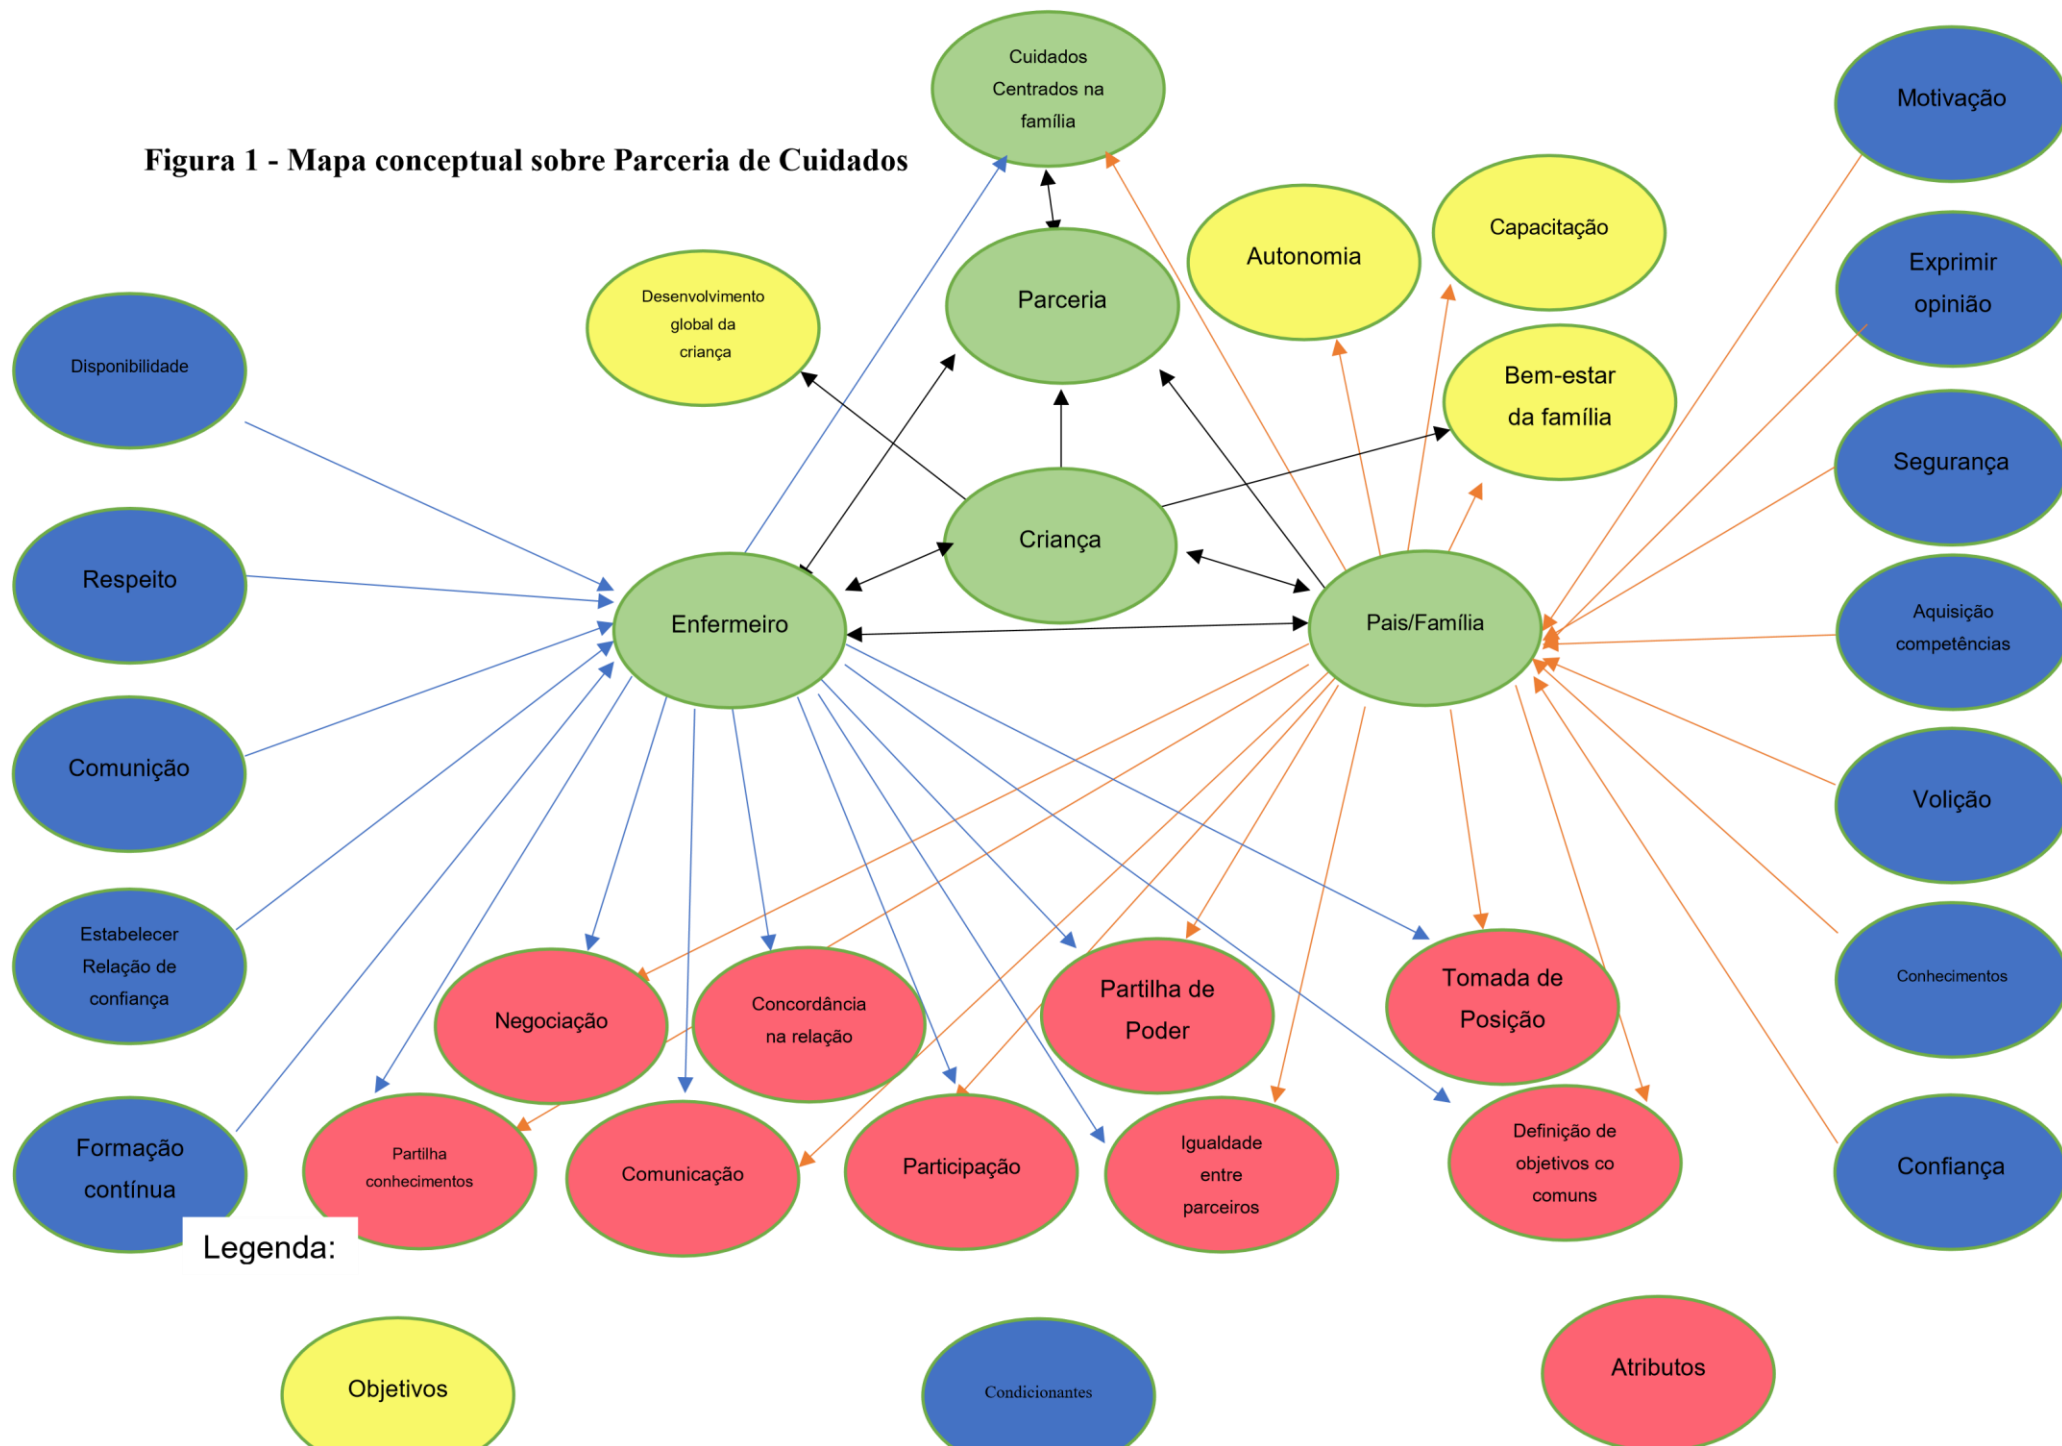 Cuidados
Centrados na
família
Motivação
Figura 1 - Mapa conceptual sobre Parceria de Cuidados
Capacitação
Autonomia
Exprimir
opinião
Parceria
Desenvolvimento
global da
criança
Disponibilidade
Bem-estar
da família
Segurança
Criança
Respeito
Enfermeiro
Pais/Família
Aquisição
competências
Comunição
Volição
Estabelecer
Relação de
confiança
Negociação
Concordância
na relação
Partilha de
Poder
Tomada de
Posição
Conhecimentos
Formação
contínua
Partilha
conhecimentos
Comunicação
Participação
Igualdade
entre
parceiros
Definição de
objetivos co
comuns
Confiança
Legenda:
Objetivos
Condicionantes
Atributos